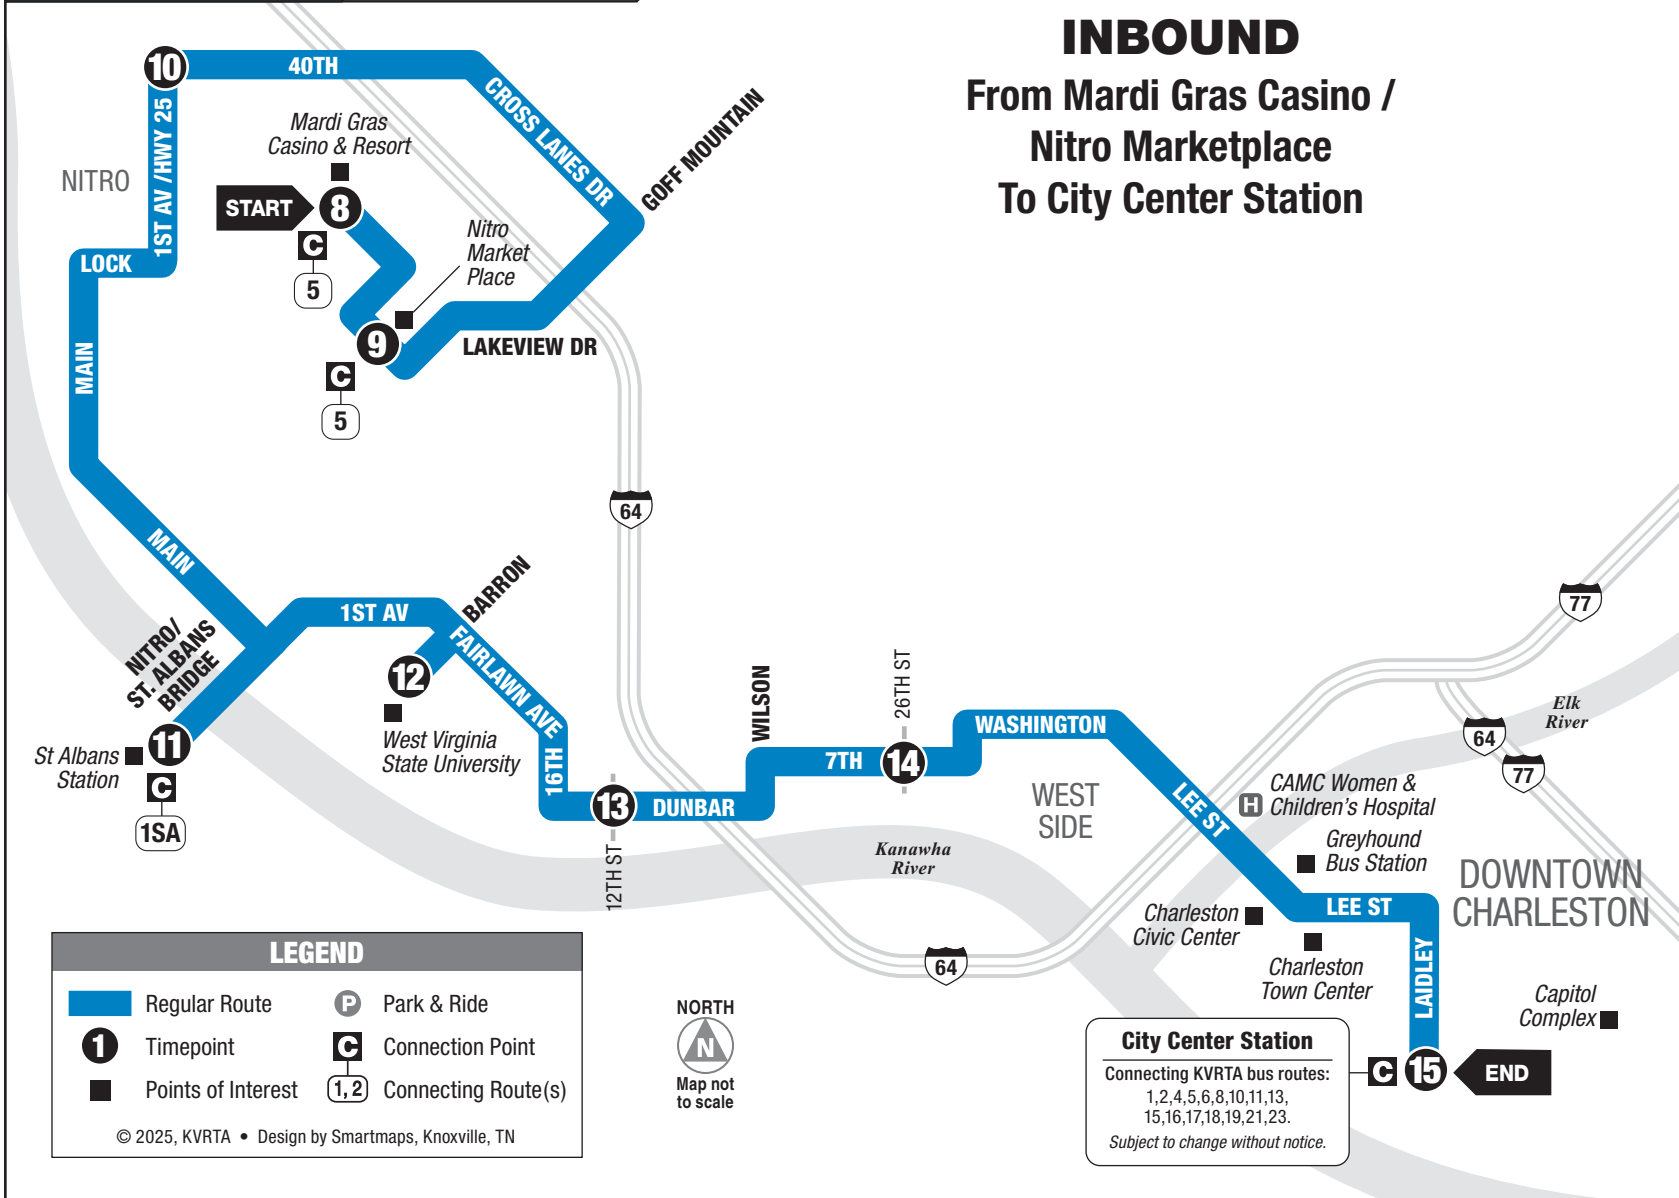 INBOUND
From Mardi Gras Casino /
Nitro Marketplace
To City Center Station
10
40TH
CROSS LANES DR
GOFF MOUNTAIN
1ST AV /HWY 25
NITRO
Mardi Gras
Casino & Resort
START
8
C
5
Nitro
Market
Place
9
C
5
LAKEVIEW DR
LOCK
MAIN
MAIN
64
NITRO/
ST. ALBANS
BRIDGE
1ST AV
BARRON
FAIRLAWN AVE
12
West Virginia
State University
11
St Albans
Station
C
1SA
16TH
13
12TH ST
DUNBAR
WILSON
7TH
26TH ST
14
WASHINGTON
WEST
SIDE
LEE ST
77
Elk
River
64
77
H
CAMC Women &
Children's Hospital
Greyhound
Bus Station
Kanawha
River
DOWNTOWN
CHARLESTON
Charleston
Civic Center
LEE ST
Charleston
Town Center
LAIDLEY
64
Capitol
Complex
City Center Station
Connecting KVRTA bus routes:
1,2,4,5,6,8,10,11,13,
15,16,17,18,19,21,23.
Subject to change without notice.
C
15
END
NORTH
N
Map not
to scale
LEGEND
Regular Route
P
Park & Ride
1
Timepoint
C
Connection Point
Points of Interest
1, 2
Connecting Route(s)
© 2025, KVRTA • Design by Smartmaps, Knoxville, TN